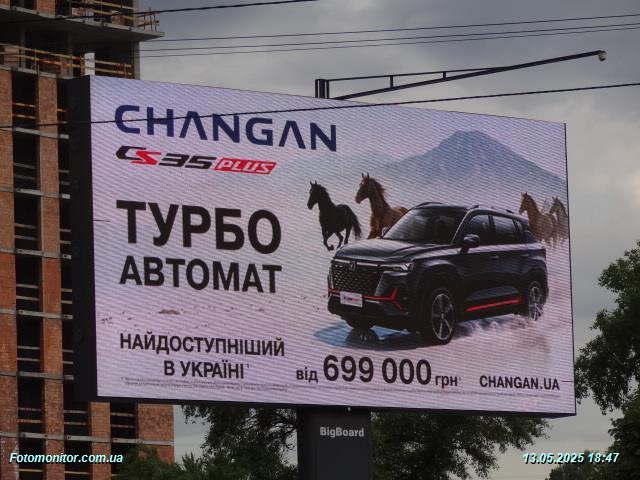 CHANGAN
CS35 PLUS
ТУРБО
АВТОМАТ
НАЙДОСТУПНІШИЙ
В УКРАЇНІ
від 699 000 грн
CHANGAN.UA
BigBoard
Fotomonitor.com.ua
13.05.2025 18:47